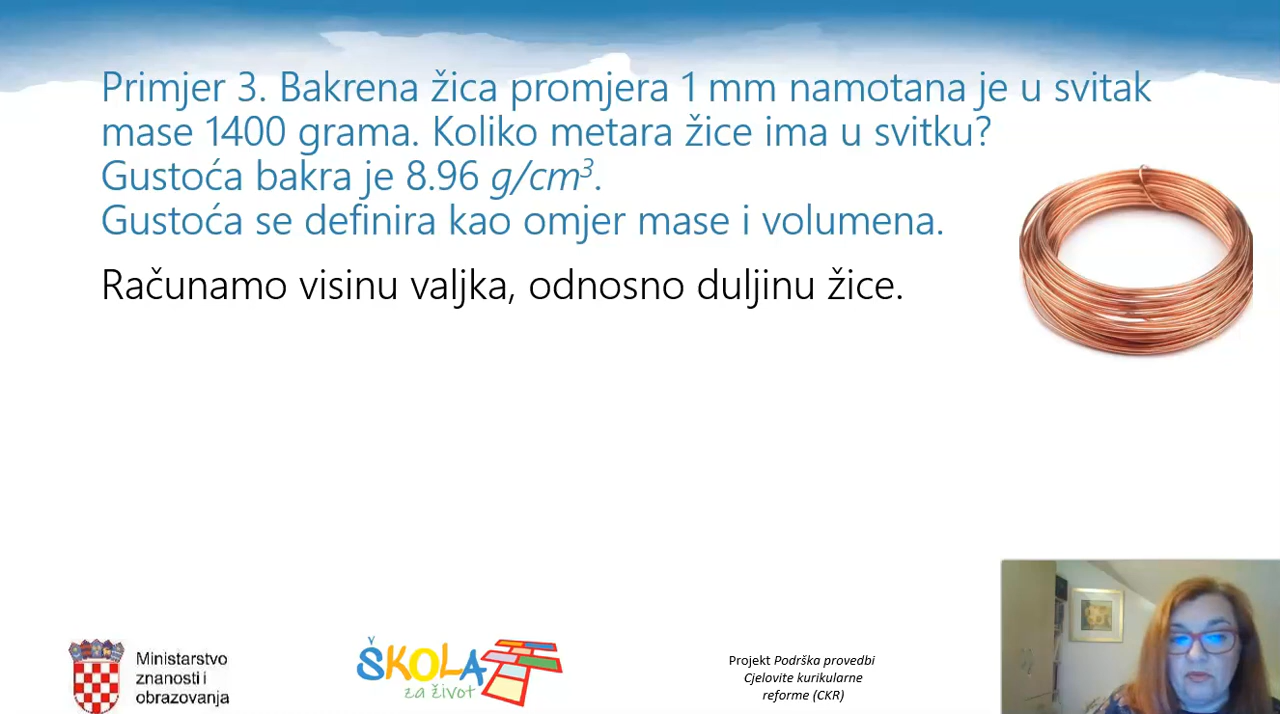 Primjer 3. Bakrena žica promjera 1 mm namotana je u svitak
mase 1400 grama. Koliko metara žice ima u svitku?
Gustoća bakra je 8.96 g/cm³.
Gustoća se definira kao omjer mase i volumena.
Računamo visinu valjka, odnosno duljinu žice.
Ministarstvo
znanosti i
obrazovanja
ŠKOLA
za život
Projekt Podrška provedbi
Cjelovite kurikularne
reforme (CKR)